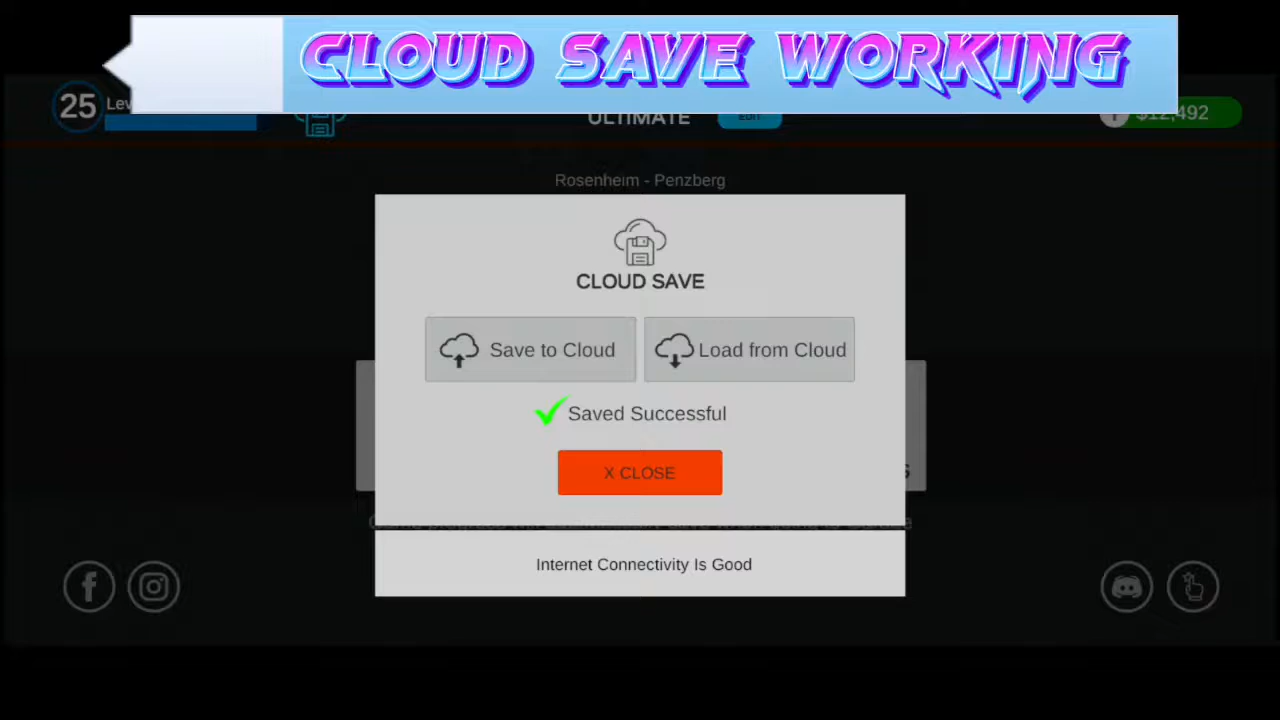 CLOUD SAVE WORKING
25
ULTIMATE
EDIT
$12,492
Rosenheim - Penzberg
CLOUD SAVE
Save to Cloud
Load from Cloud
Saved Successful
X CLOSE
Internet Connectivity Is Good